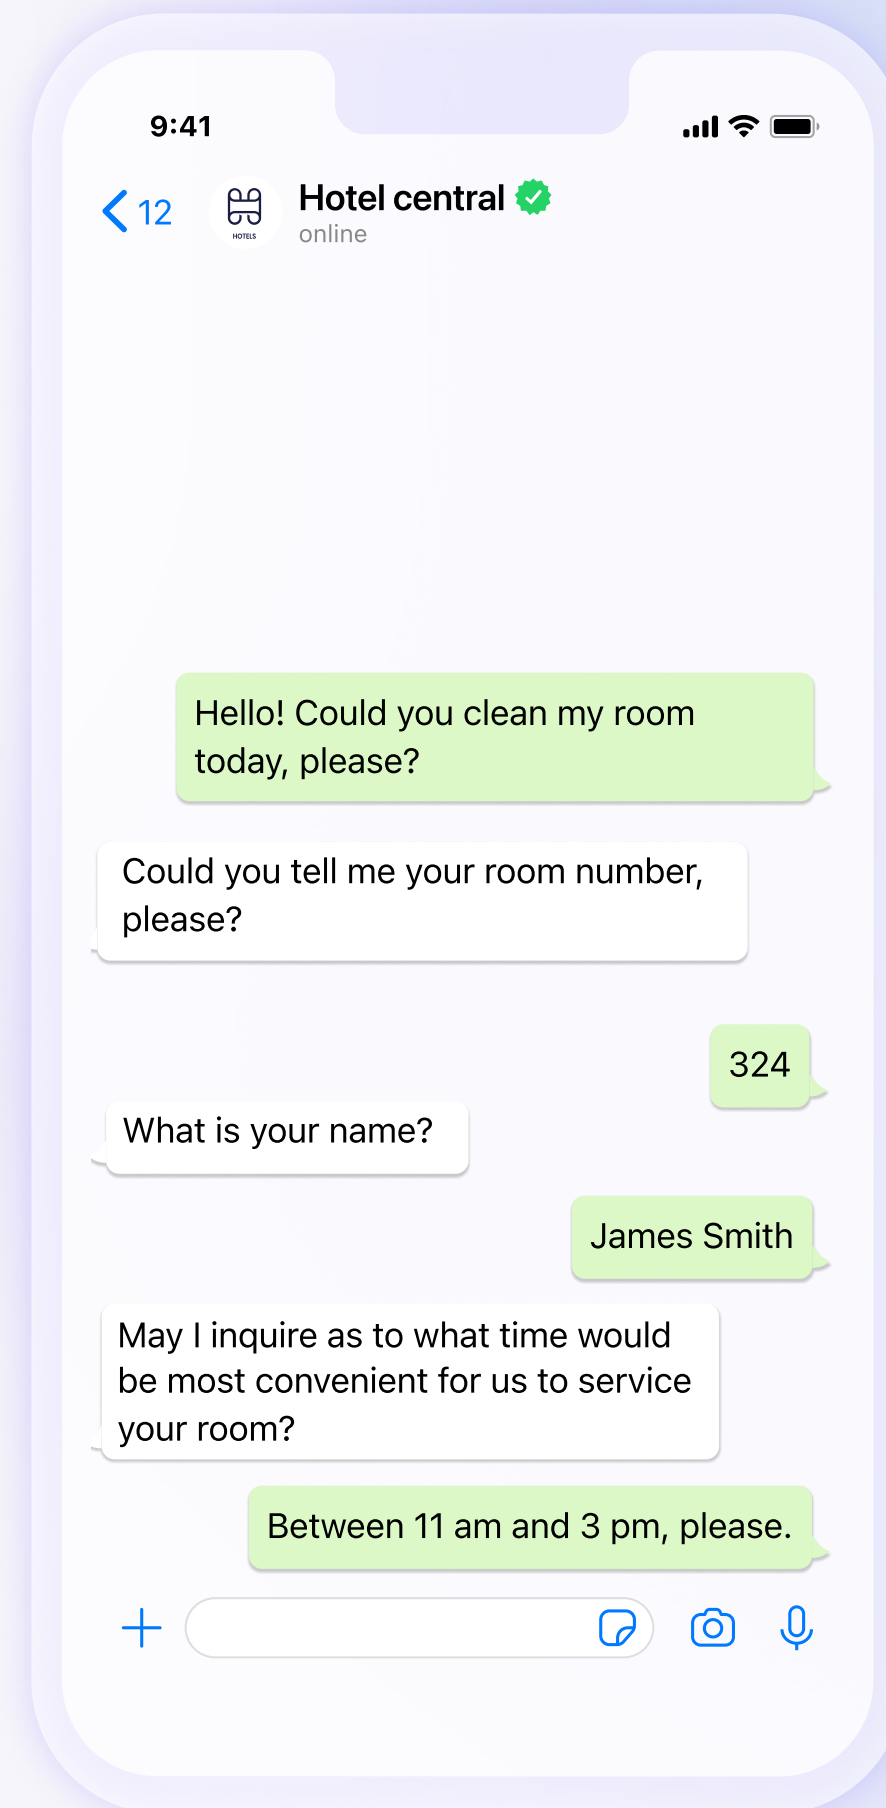 9:41
12
Hotel central
HOTELS
online
Hello! Could you clean my room
today, please?
Could you tell me your room number,
please?
324
What is your name?
James Smith
May I inquire as to what time would
be most convenient for us to service
your room?
Between 11 am and 3 pm, please.